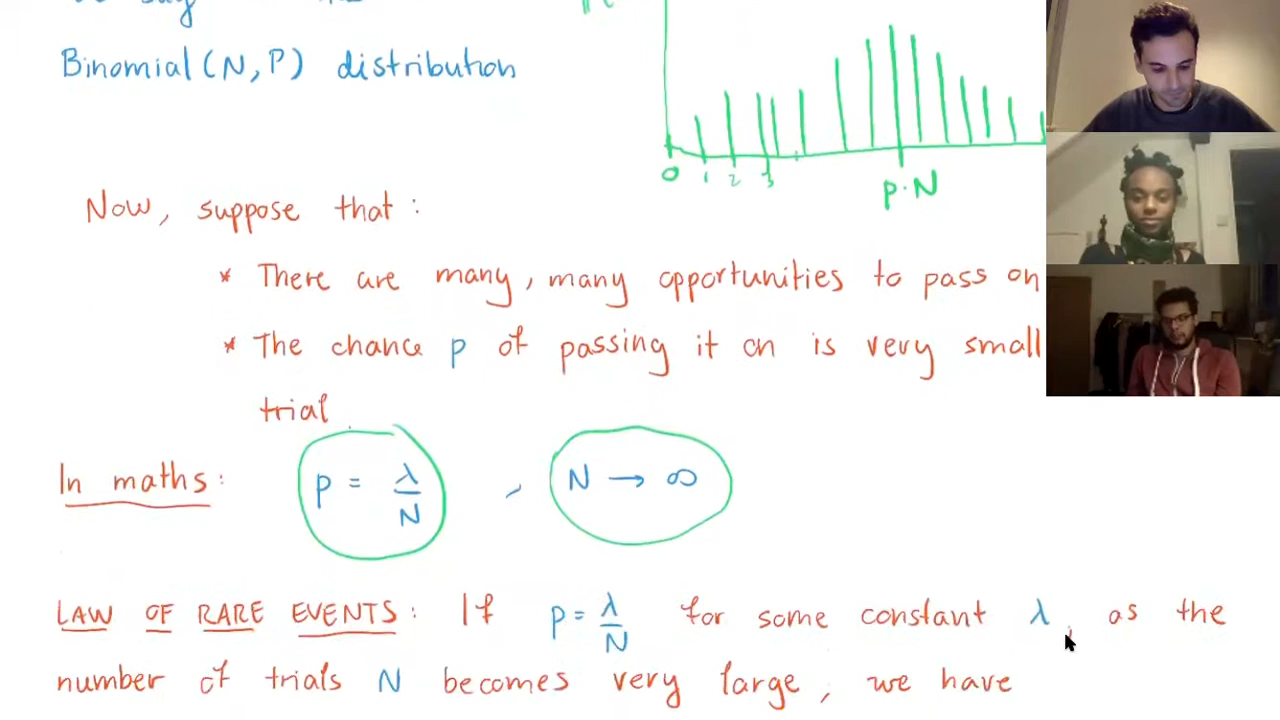 Binomial (N, P) distribution
0 1 2 3 p.N
Now, suppose that :
* There are many, many opportunities to pass on
* The chance p of passing it on is very small
trial
In maths: p = λ/N , N → ∞
LAW OF RARE EVENTS: If p = λ/N for some constant λ, as the
number of trials N becomes very large, we have